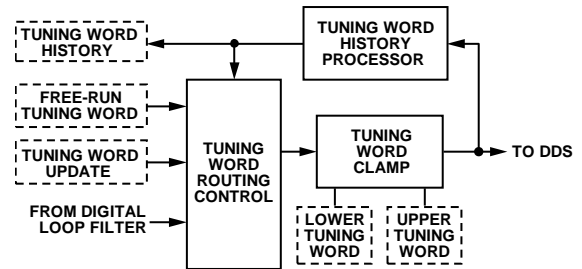 TUNING WORD
HISTORY
TUNING WORD
HISTORY
PROCESSOR
FREE-RUN
TUNING WORD
TUNING WORD
UPDATE
FROM DIGITAL
LOOP FILTER
TUNING
WORD
ROUTING
CONTROL
TUNING
WORD
CLAMP
TO DDS
LOWER
TUNING
WORD
UPPER
TUNING
WORD